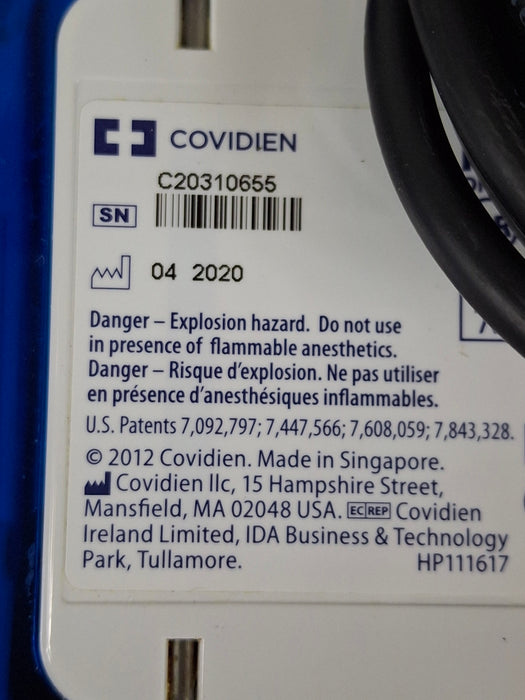 COVIDIEN
C20310655
SN
04 2020
Danger – Explosion hazard. Do not use
in presence of flammable anesthetics.
Danger – Risque d'explosion. Ne pas utiliser
en présence d'anesthésiques inflammables.
U.S. Patents 7,092,797; 7,447,566; 7,608,059; 7,843,328.
© 2012 Covidien. Made in Singapore.
Covidien llc, 15 Hampshire Street,
Mansfield, MA 02048 USA. EC REP Covidien
Ireland Limited, IDA Business & Technology
Park, Tullamore. HP111617